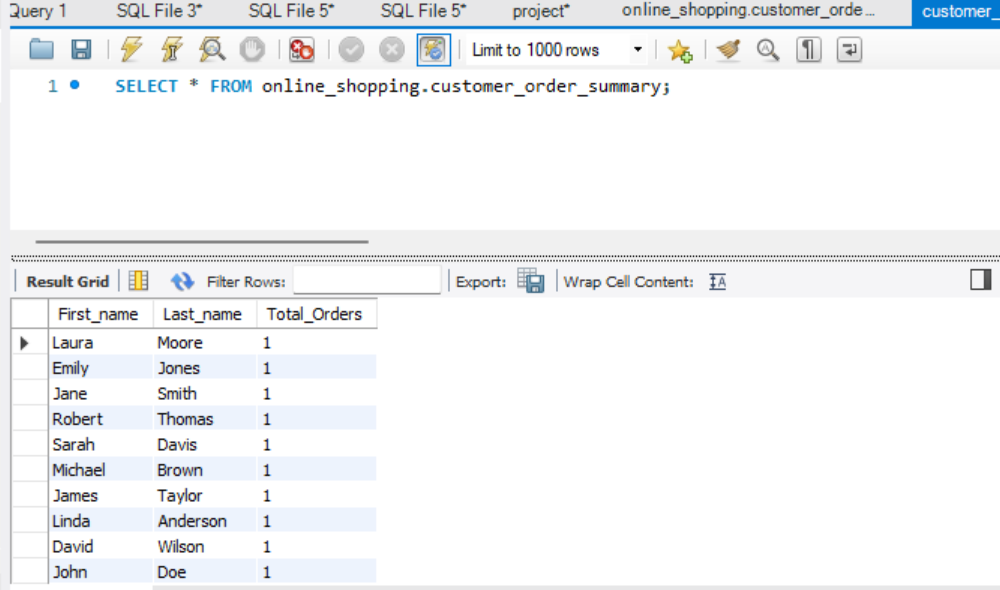 Query 1 SQL File 3* SQL File 5* SQL File 5* project* online_shopping.customer_orde... customer_
Limit to 1000 rows
1 SELECT * FROM online_shopping.customer_order_summary;
Result Grid Filter Rows: Export: Wrap Cell Content:
First_name Last_name Total_Orders
Laura Moore 1
Emily Jones 1
Jane Smith 1
Robert Thomas 1
Sarah Davis 1
Michael Brown 1
James Taylor 1
Linda Anderson 1
David Wilson 1
John Doe 1